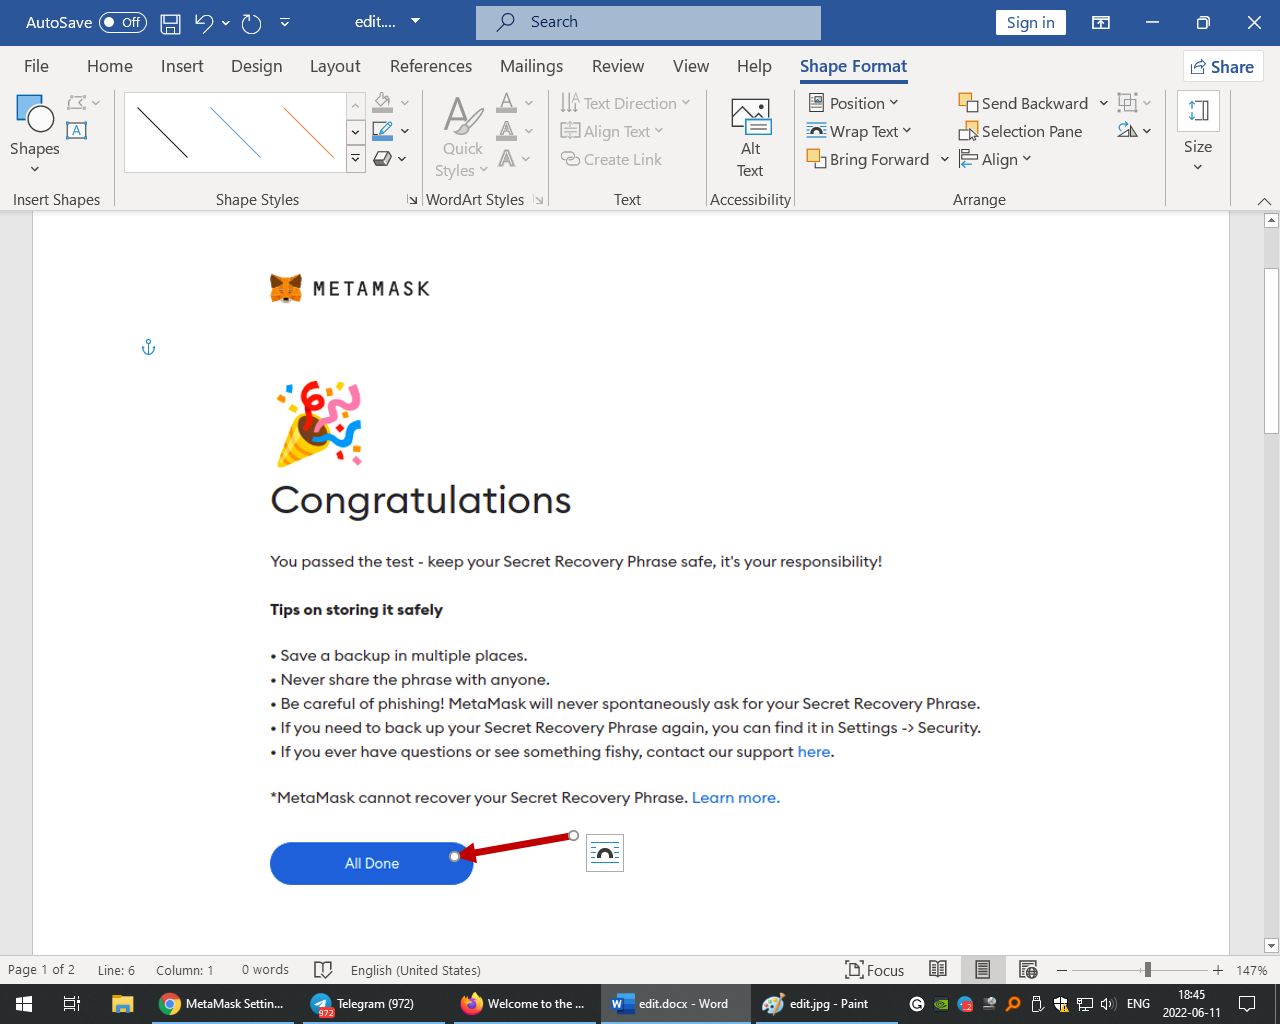 AutoSave Off edit.... Search Sign in
File Home Insert Design Layout References Mailings Review View Help Shape Format Share
Shapes
Insert Shapes
Shape Styles
Quick Styles
WordArt Styles
Text Direction
Align Text
Create Link
Text
Alt Text
Accessibility
Position
Wrap Text
Bring Forward
Send Backward
Selection Pane
Align
Arrange
Size
METAMASK
Congratulations
You passed the test - keep your Secret Recovery Phrase safe, it's your responsibility!
Tips on storing it safely
• Save a backup in multiple places.
• Never share the phrase with anyone.
• Be careful of phishing! MetaMask will never spontaneously ask for your Secret Recovery Phrase.
• If you need to back up your Secret Recovery Phrase again, you can find it in Settings -> Security.
• If you ever have questions or see something fishy, contact our support here.
*MetaMask cannot recover your Secret Recovery Phrase. Learn more.
All Done
Page 1 of 2 Line: 6 Column: 1 0 words English (United States) Focus 147%
MetaMask Settin... Telegram (972) Welcome to the ... edit.docx - Word edit.jpg - Paint ENG 18:45
2022-06-11